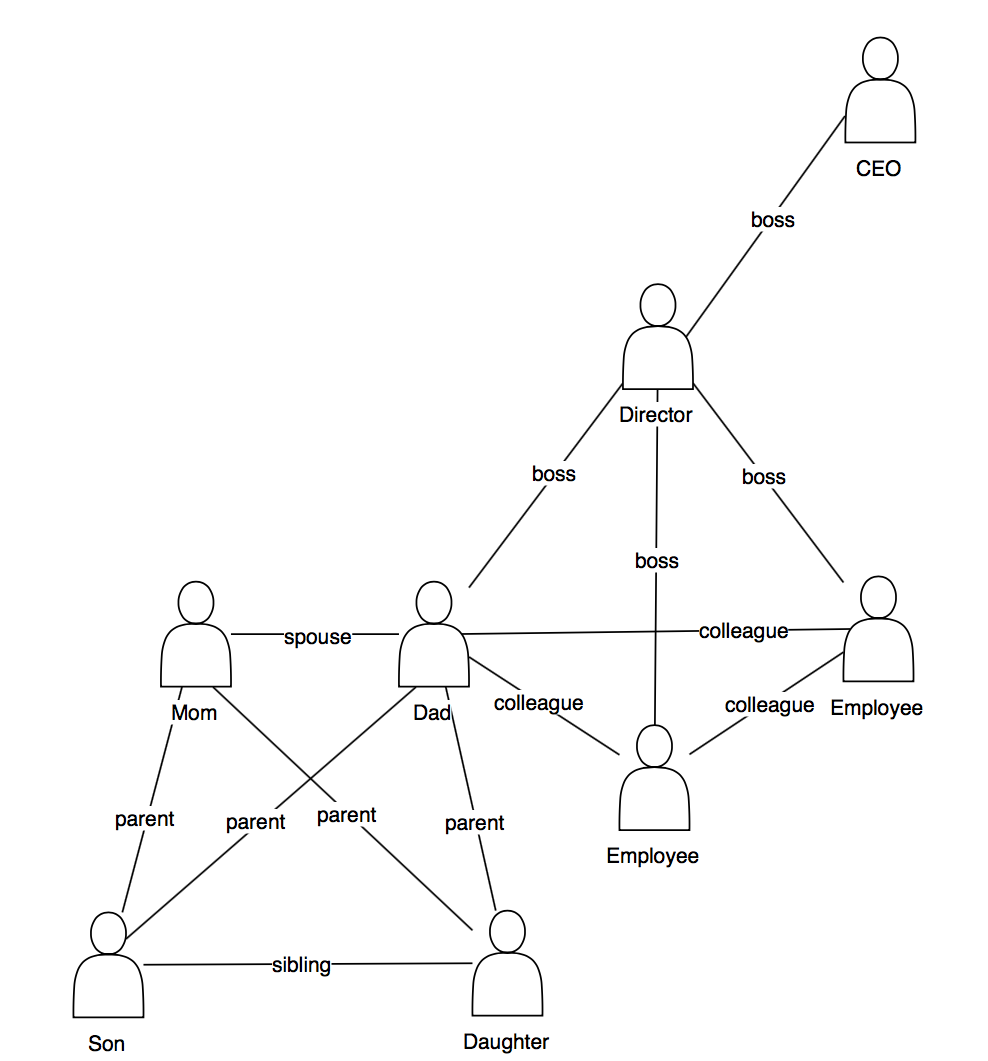 CEO
boss
Director
boss
boss
boss
spouse
colleague
Mom
Dad
colleague
colleague
Employee
parent
parent
parent
parent
Employee
sibling
Son
Daughter